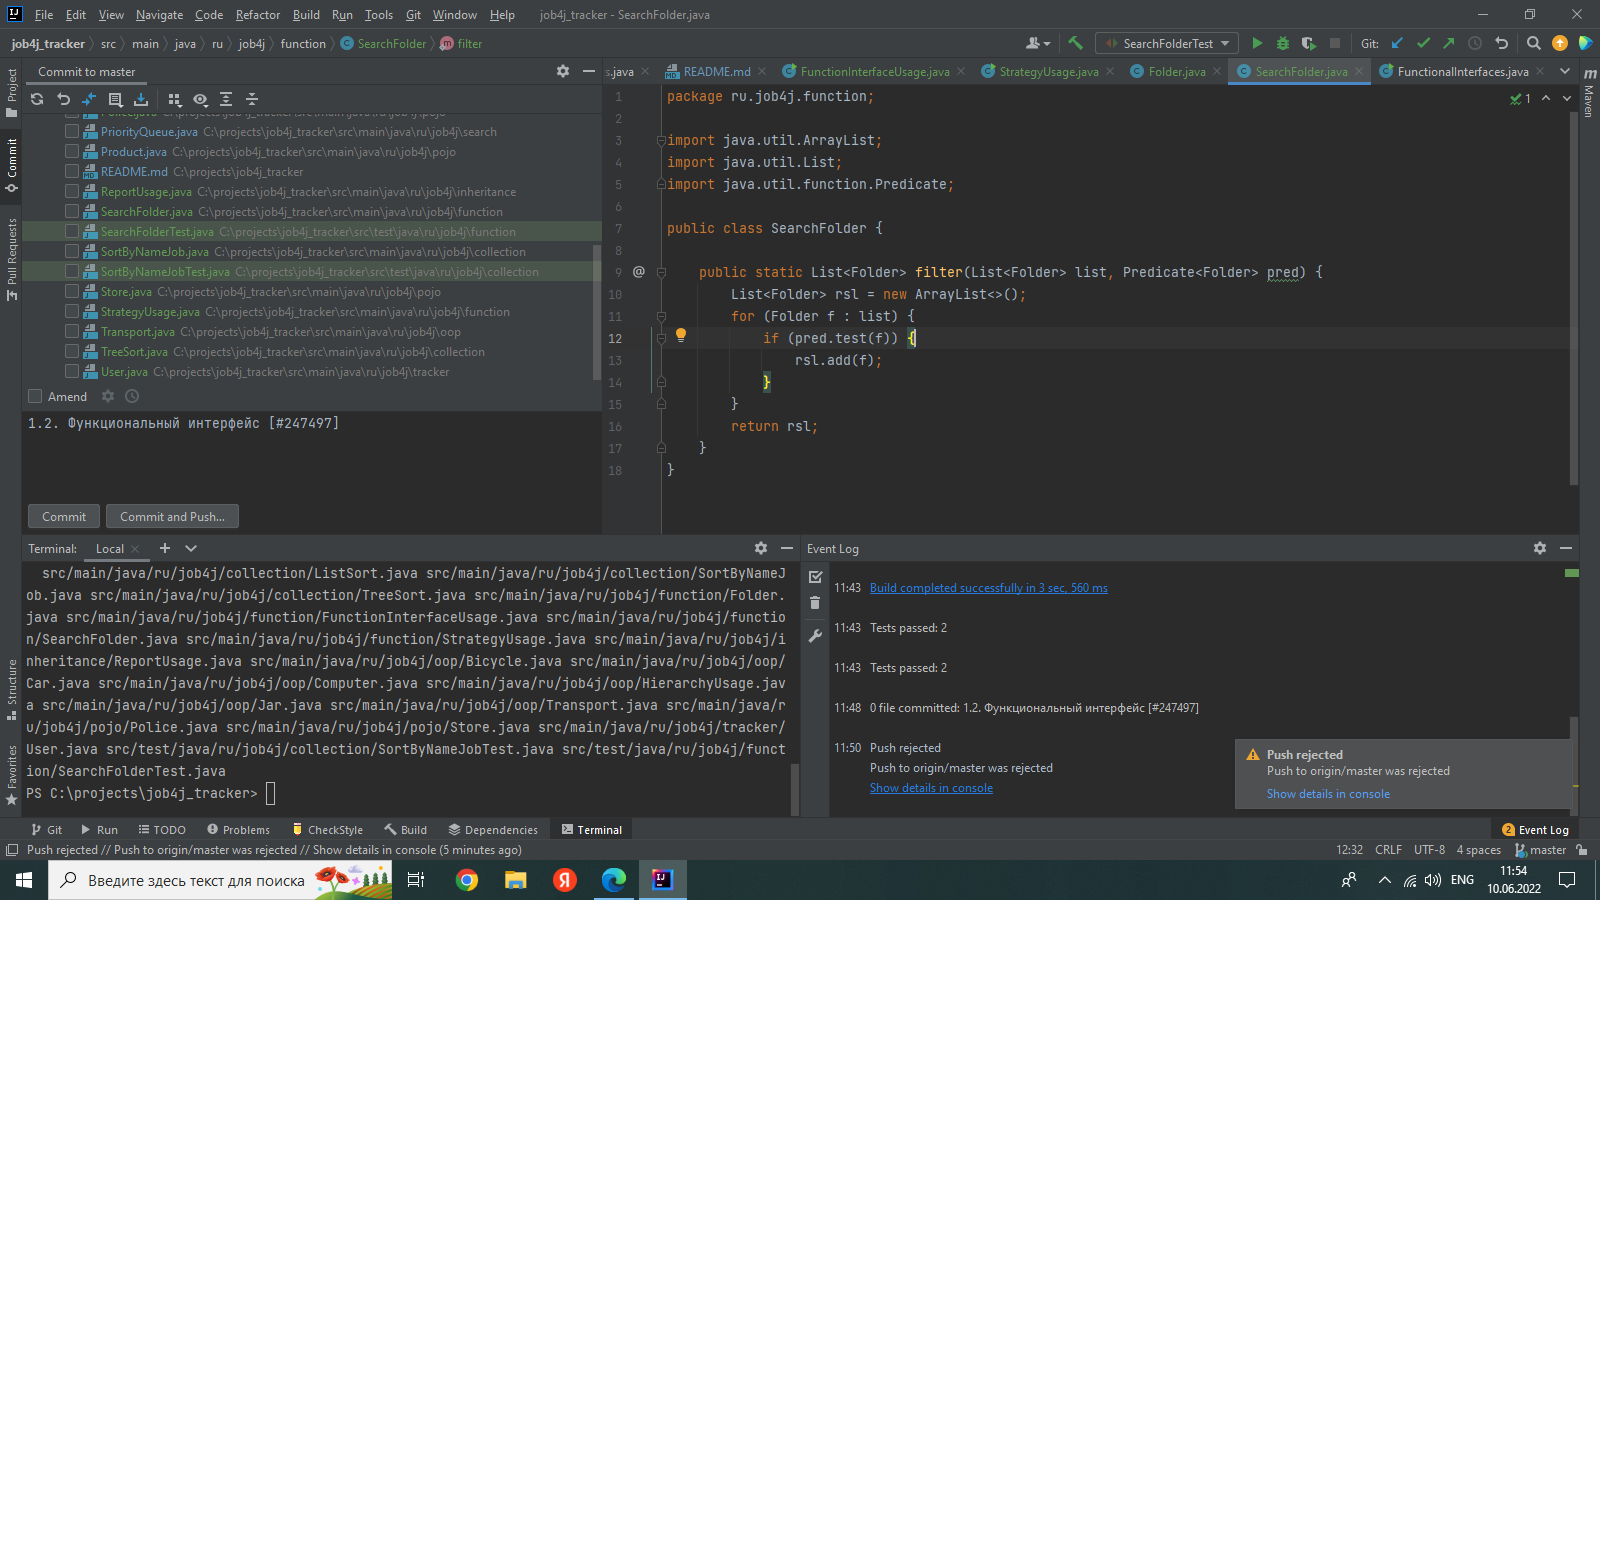 File Edit View Navigate Code Refactor Build Run Tools Git Window Help job4j_tracker - SearchFolder.java
job4j_tracker src main java ru job4j function SearchFolder filter
SearchFolderTest Git:
Commit to master
s.java README.md FunctionInterfaceUsage.java StrategyUsage.java Folder.java SearchFolder.java FunctionalInterfaces.java
Project
Commit
Pull Requests
Structure
Favorites
Maven
PriorityQueue.java C:\projects\job4j_tracker\src\main\java\ru\job4j\search
Product.java C:\projects\job4j_tracker\src\main\java\ru\job4j\pojo
README.md C:\projects\job4j_tracker
ReportUsage.java C:\projects\job4j_tracker\src\main\java\ru\job4j\inheritance
SearchFolder.java C:\projects\job4j_tracker\src\main\java\ru\job4j\function
SearchFolderTest.java C:\projects\job4j_tracker\src\test\java\ru\job4j\function
SortByNameJob.java C:\projects\job4j_tracker\src\main\java\ru\job4j\collection
SortByNameJobTest.java C:\projects\job4j_tracker\src\test\java\ru\job4j\collection
Store.java C:\projects\job4j_tracker\src\main\java\ru\job4j\pojo
StrategyUsage.java C:\projects\job4j_tracker\src\main\java\ru\job4j\function
Transport.java C:\projects\job4j_tracker\src\main\java\ru\job4j\oop
TreeSort.java C:\projects\job4j_tracker\src\main\java\ru\job4j\collection
User.java C:\projects\job4j_tracker\src\main\java\ru\job4j\tracker
Amend
1.2. Функциональный интерфейс [#247497]
Commit Commit and Push...
1 package ru.job4j.function;
1
2
3 import java.util.ArrayList;
4 import java.util.List;
5 import java.util.function.Predicate;
6
7 public class SearchFolder {
8
9 @ public static List<Folder> filter(List<Folder> list, Predicate<Folder> pred) {
10 List<Folder> rsl = new ArrayList<>();
11 for (Folder f : list) {
12 if (pred.test(f)) {
13 rsl.add(f);
14 }
15 }
16 return rsl;
17 }
18 }
Terminal: Local
src/main/java/ru/job4j/collection/ListSort.java src/main/java/ru/job4j/collection/SortByNameJ
ob.java src/main/java/ru/job4j/collection/TreeSort.java src/main/java/ru/job4j/function/Folder.
java src/main/java/ru/job4j/function/FunctionInterfaceUsage.java src/main/java/ru/job4j/functio
n/SearchFolder.java src/main/java/ru/job4j/function/StrategyUsage.java src/main/java/ru/job4j/i
nheritance/ReportUsage.java src/main/java/ru/job4j/oop/Bicycle.java src/main/java/ru/job4j/oop/
Car.java src/main/java/ru/job4j/oop/Computer.java src/main/java/ru/job4j/oop/HierarchyUsage.jav
a src/main/java/ru/job4j/oop/Jar.java src/main/java/ru/job4j/oop/Transport.java src/main/java/r
u/job4j/pojo/Police.java src/main/java/ru/job4j/pojo/Store.java src/main/java/ru/job4j/tracker/
User.java src/test/java/ru/job4j/collection/SortByNameJobTest.java src/test/java/ru/job4j/funct
ion/SearchFolderTest.java
PS C:\projects\job4j_tracker>
Event Log
11:43 Build completed successfully in 3 sec, 560 ms
11:43 Tests passed: 2
11:43 Tests passed: 2
11:48 0 file committed: 1.2. Функциональный интерфейс [#247497]
11:50 Push rejected
Push to origin/master was rejected
Show details in console
Push rejected
Push to origin/master was rejected
Show details in console
Git Run TODO Problems CheckStyle Build Dependencies Terminal 2 Event Log
Push rejected // Push to origin/master was rejected // Show details in console (5 minutes ago) 12:32 CRLF UTF-8 4 spaces master
Введите здесь текст для поиска
ENG 11:54
10.06.2022